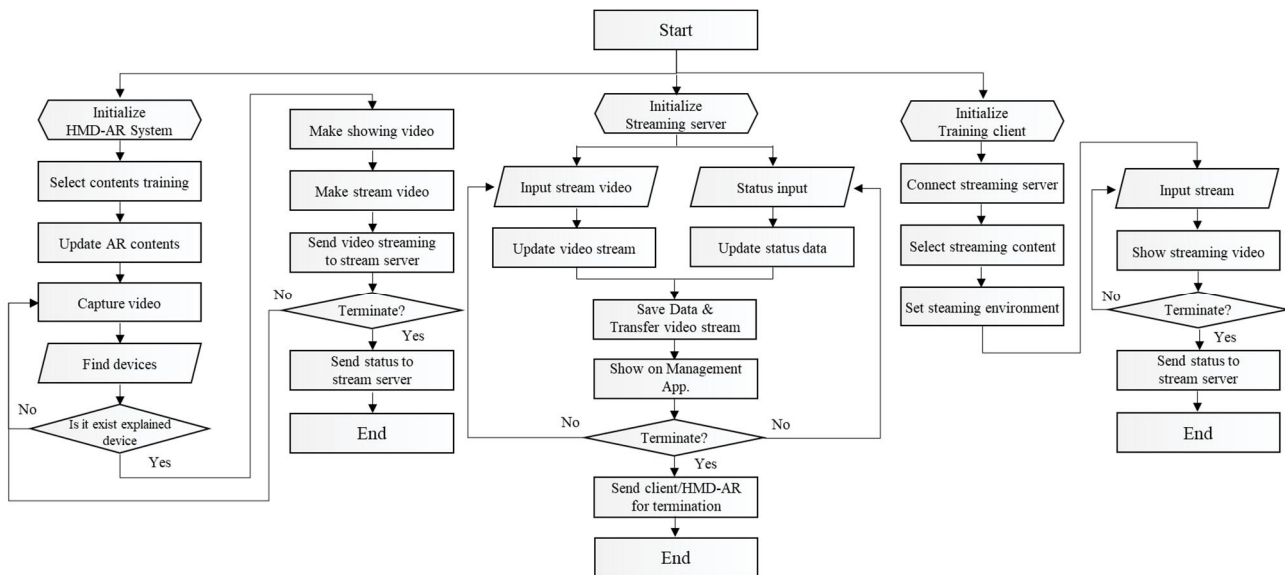 Start
Initialize
HMD-AR System
Select contents training
Update AR contents
Capture video
Find devices
No
Is it exist explained
device
Yes
Make showing video
Make stream video
Send video streaming
to stream server
No
Terminate?
Yes
Send status to
stream server
End
Initialize
Streaming server
Input stream video
Status input
Update video stream
Update status data
Save Data &
Transfer video stream
Show on Management
App.
No
Terminate?
No
Yes
Send client/HMD-AR
for termination
End
Initialize
Training client
Connect streaming server
Select streaming content
Set steaming environment
Input stream
Show streaming video
No
Terminate?
Yes
Send status to
stream server
End